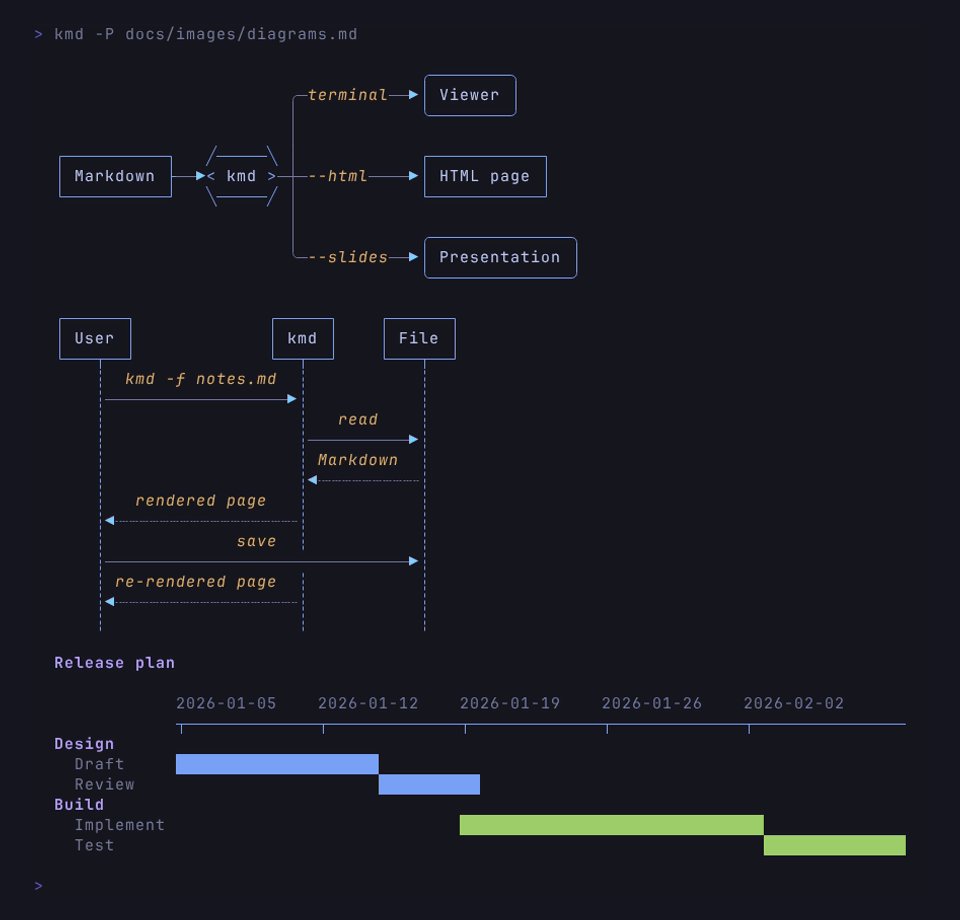 > kmd -P docs/images/diagrams.md
terminal
Viewer
Markdown
< kmd >
--html
HTML page
--slides
Presentation
User
kmd
File
kmd -f notes.md
read
Markdown
rendered page
save
re-rendered page
Release plan
2026-01-05 2026-01-12 2026-01-19 2026-01-26 2026-02-02
Design
Draft
Review
Build
Implement
Test
>